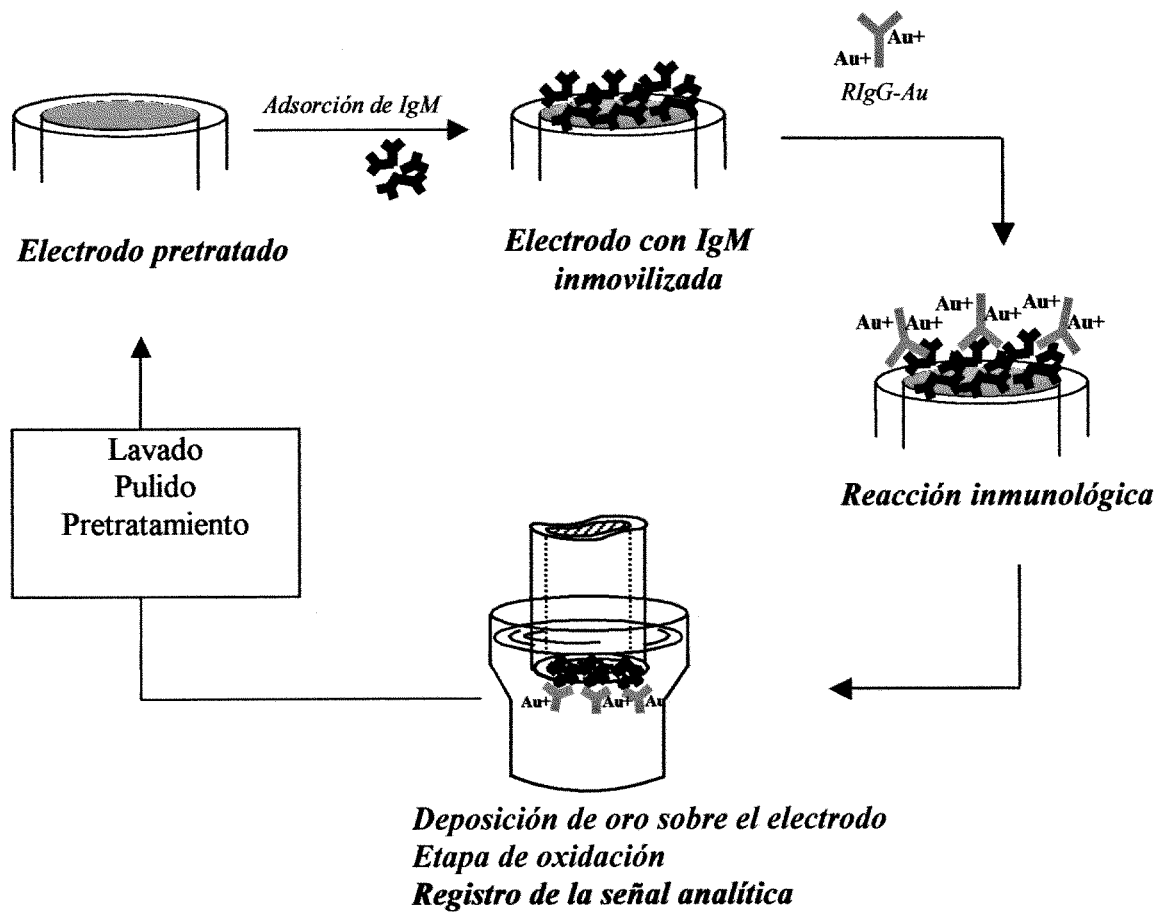 Au+
Au+
RIgG-Au
Adsorción de IgM
Electrodo pretratado
Electrodo con IgM
inmovilizada
Au+ Au+
Au+ Au+ Au+ Au+
Reacción inmunológica
Lavado
Pulido
Pretratamiento
Au+ Au+ Au
Deposición de oro sobre el electrodo
Etapa de oxidación
Registro de la señal analítica